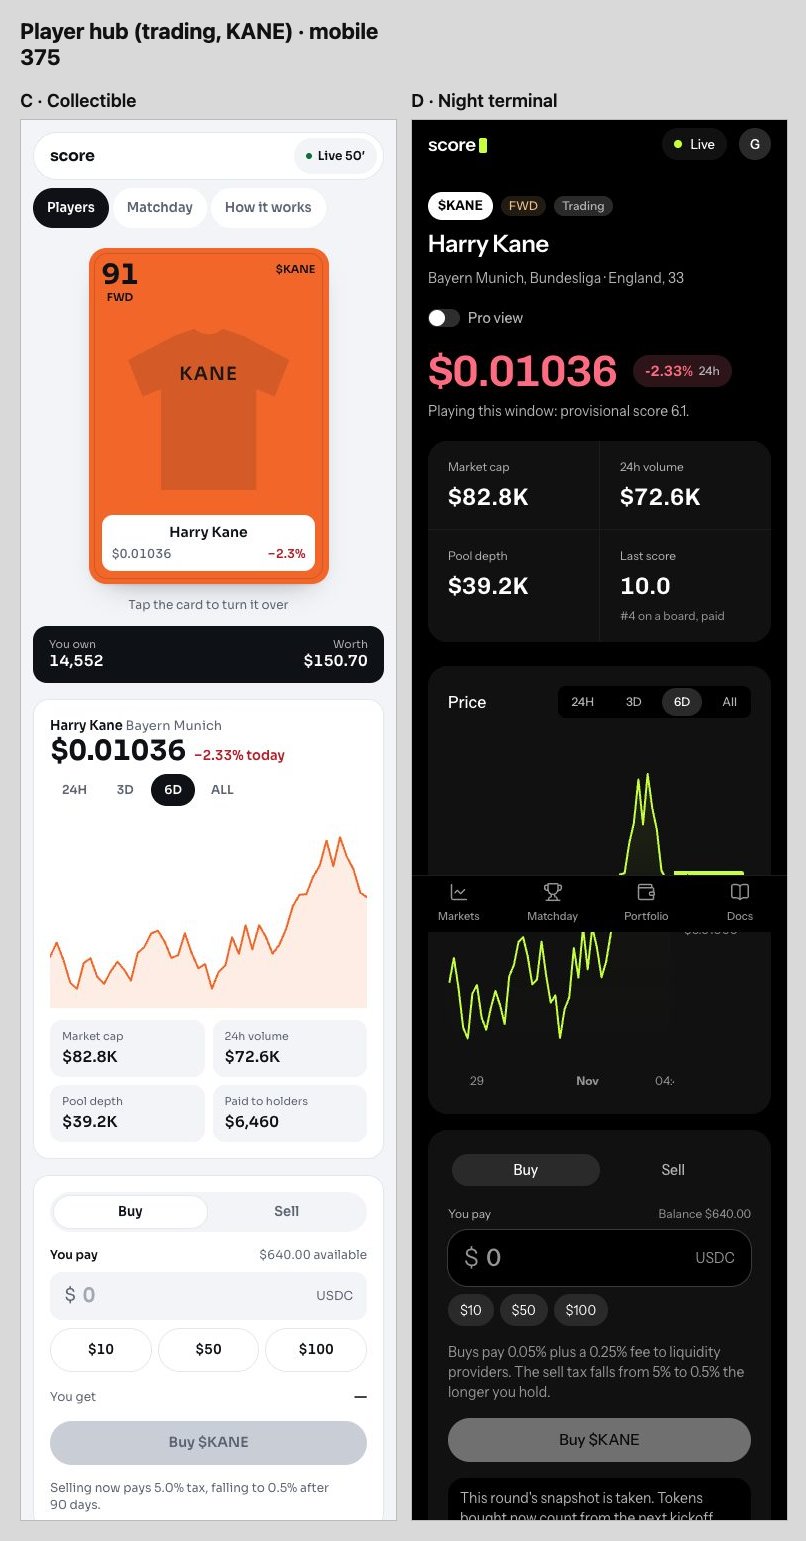 Player hub (trading, KANE) · mobile
375
C · Collectible
score
Live 50′
Players
Matchday
How it works
91
FWD
$KANE
KANE
Harry Kane
$0.01036
−2.3%
Tap the card to turn it over
You own
Worth
14,552
$150.70
Harry Kane Bayern Munich
$0.01036 −2.33% today
24H
3D
6D
ALL
Market cap
$82.8K
24h volume
$72.6K
Pool depth
$39.2K
Paid to holders
$6,460
Buy
Sell
You pay
$640.00 available
$ 0
USDC
$10
$50
$100
You get
—
Buy $KANE
Selling now pays 5.0% tax, falling to 0.5% after
90 days.
D · Night terminal
score
Live
G
$KANE
FWD
Trading
Harry Kane
Bayern Munich, Bundesliga · England, 33
Pro view
$0.01036
-2.33% 24h
Playing this window: provisional score 6.1.
Market cap
$82.8K
24h volume
$72.6K
Pool depth
$39.2K
Last score
10.0
#4 on a board, paid
Price
24H
3D
6D
All
Markets
Matchday
Portfolio
Docs
29
Nov
04:
Buy
Sell
You pay
Balance $640.00
$ 0
USDC
$10
$50
$100
Buys pay 0.05% plus a 0.25% fee to liquidity
providers. The sell tax falls from 5% to 0.5% the
longer you hold.
Buy $KANE
This round's snapshot is taken. Tokens
bought now count from the next kickoff